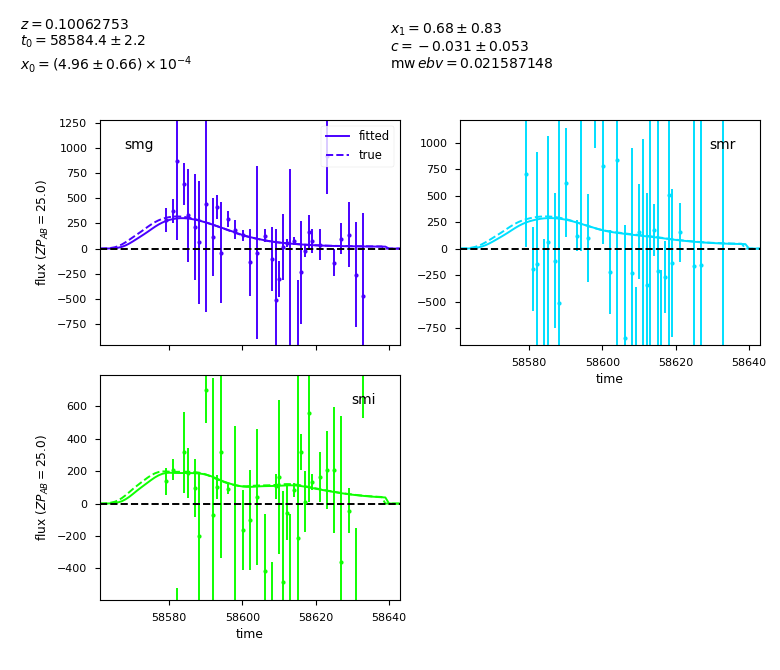 z = 0.10062753
t₀ = 58584.4 ± 2.2
x₀ = (4.96 ± 0.66) × 10⁻⁴
x₁ = 0.68 ± 0.83
c = −0.031 ± 0.053
mw ebv = 0.021587148
smg
fitted
true
1250
1000
750
500
250
0
−250
−500
−750
flux (ZP_AB = 25.0)
smr
1000
750
500
250
0
−250
−500
−750
58580 58600 58620 58640
time
smi
600
400
200
0
−200
−400
flux (ZP_AB = 25.0)
58580 58600 58620 58640
time